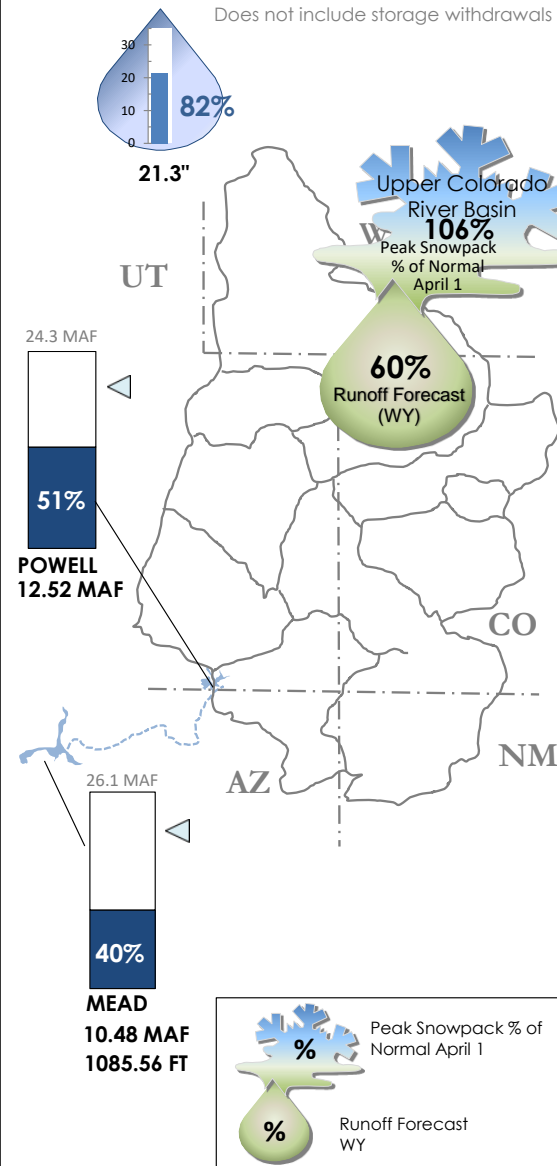 Does not include storage withdrawals
30
20
10
0
82%
21.3"
Upper Colorado
River Basin
W
106%
Peak Snowpack
% of Normal
April 1
UT
60%
Runoff Forecast
(WY)
24.3 MAF
51%
POWELL
12.52 MAF
CO
NM
AZ
26.1 MAF
40%
MEAD
10.48 MAF
1085.56 FT
%
Peak Snowpack % of
Normal April 1
%
Runoff Forecast
WY